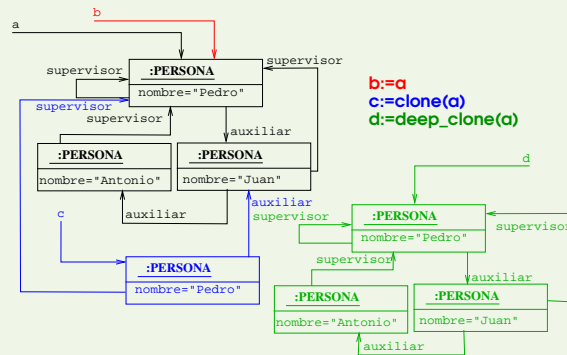 b
a
supervisor
:PERSONA
supervisor
nombre="Pedro"
supervisor
supervisor
auxiliar
:PERSONA
:PERSONA
nombre="Antonio"
nombre="Juan"
auxiliar
auxiliar
c
:PERSONA
nombre="Pedro"
b:=a
c:=clone(a)
d:=deep_clone(a)
d
:PERSONA
supervisor
supervisor
nombre="Pedro"
supervisor
auxiliar
:PERSONA
:PERSONA
nombre="Antonio"
nombre="Juan"
auxiliar